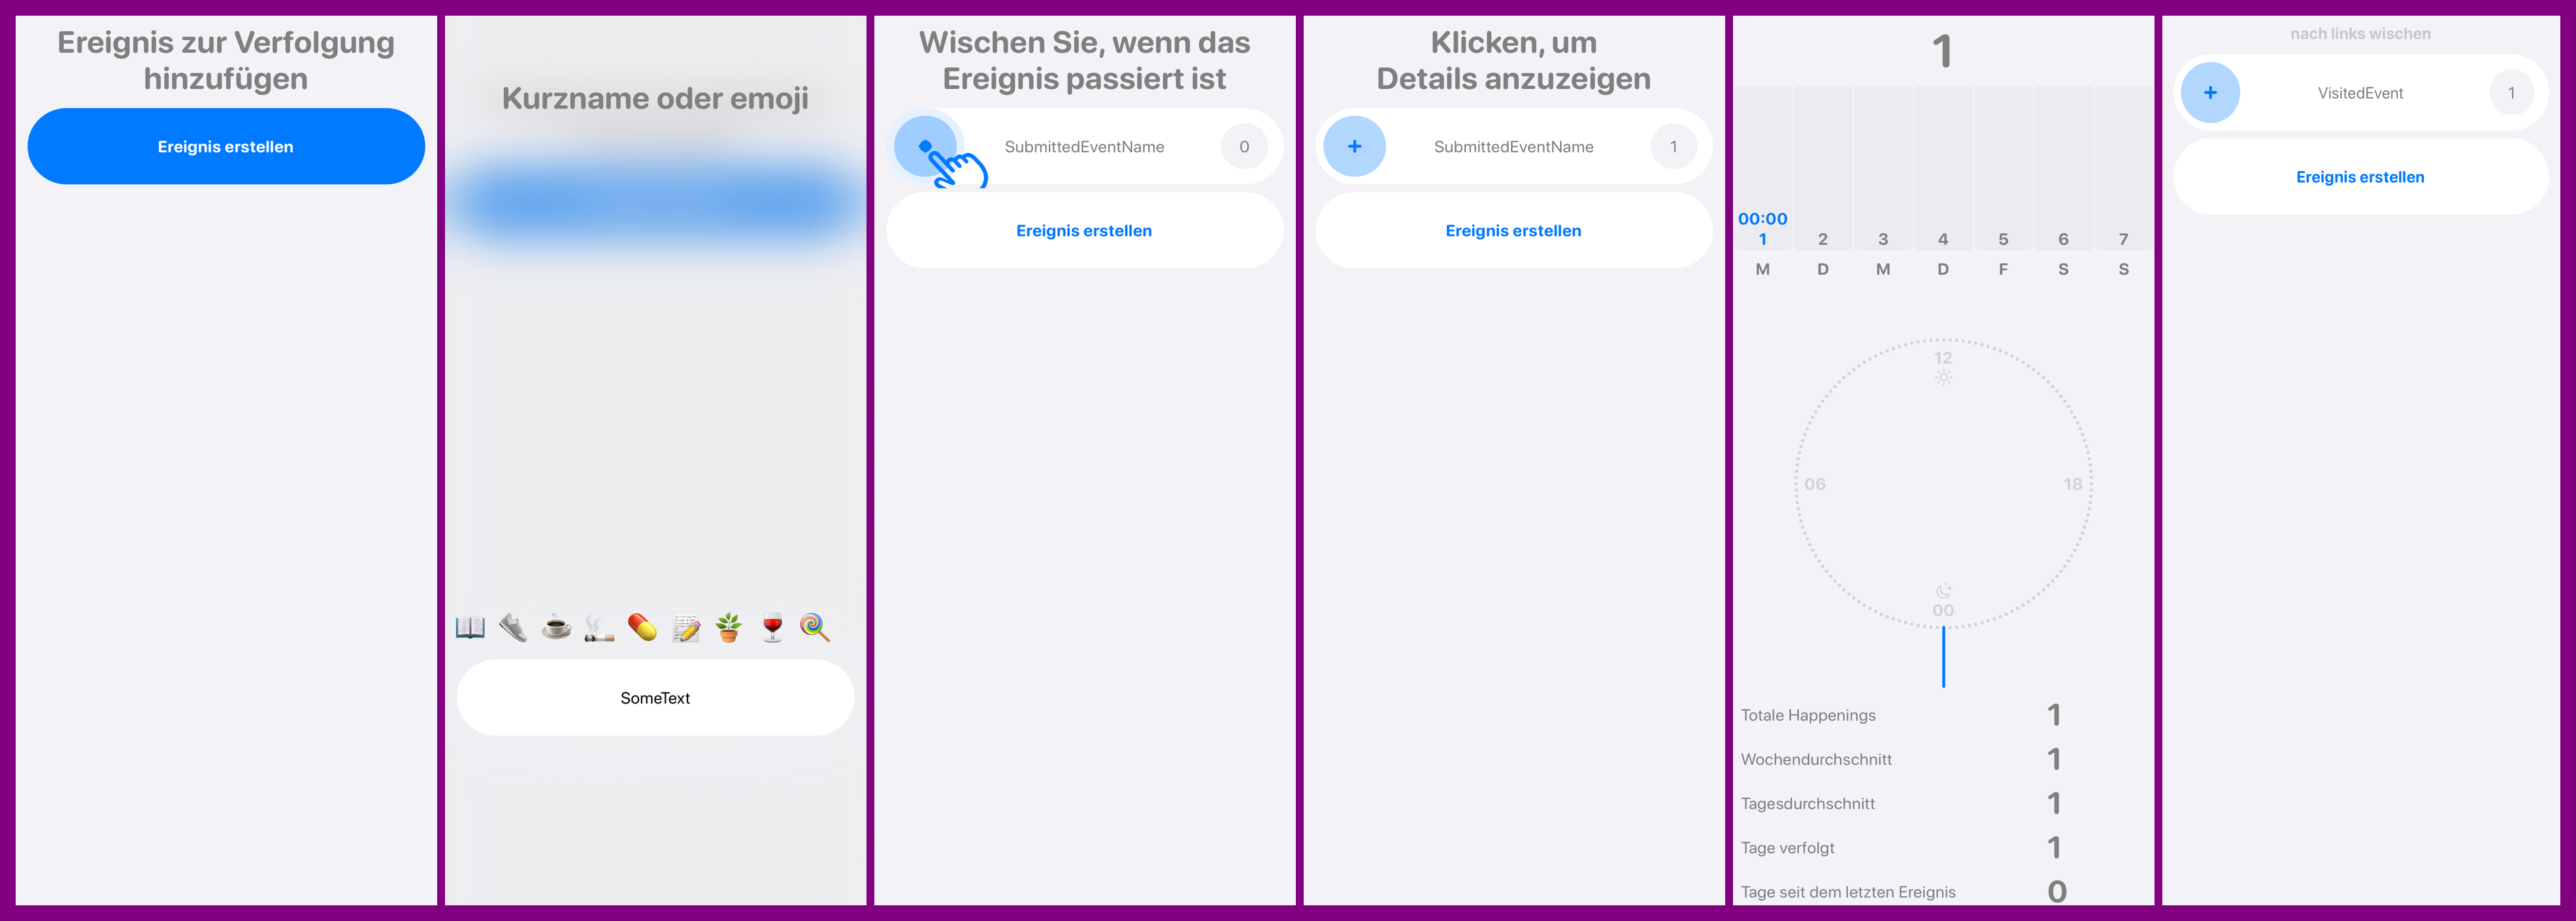 Ereignis zur Verfolgung
hinzufügen
Ereignis erstellen
Kurzname oder emoji
SomeText
Wischen Sie, wenn das
Ereignis passiert ist
SubmittedEventName
0
Ereignis erstellen
Klicken, um
Details anzuzeigen
+
SubmittedEventName
1
Ereignis erstellen
1
00:00
1 2 3 4 5 6 7
M D M D F S S
12
06 18
00
Totale Happenings 1
Wochendurchschnitt 1
Tagesdurchschnitt 1
Tage verfolgt 1
Tage seit dem letzten Ereignis 0
nach links wischen
+
VisitedEvent
1
Ereignis erstellen